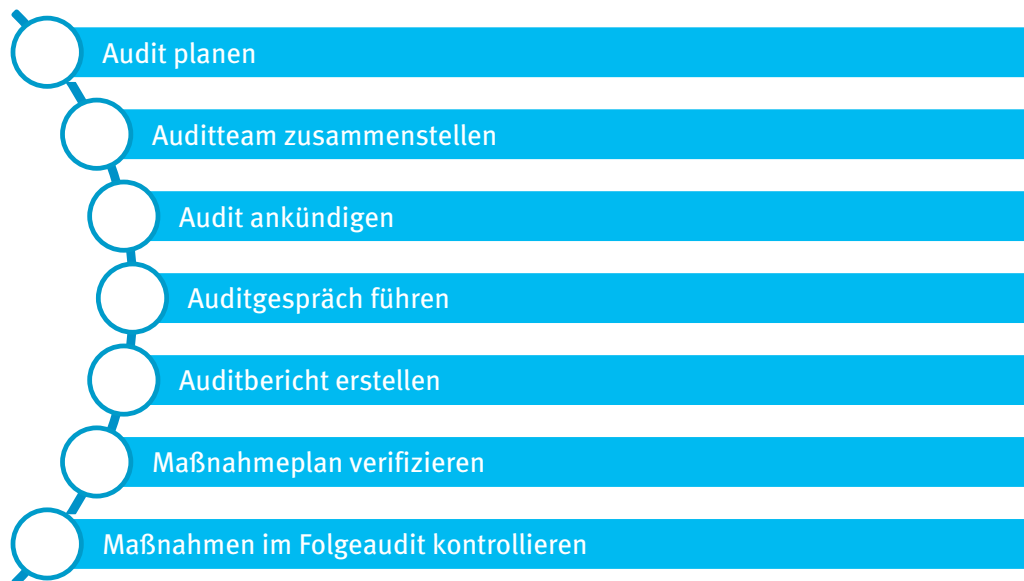 Audit planen
Auditteam zusammenstellen
Audit ankündigen
Auditgespräch führen
Auditbericht erstellen
Maßnahmeplan verifizieren
Maßnahmen im Folgeaudit kontrollieren